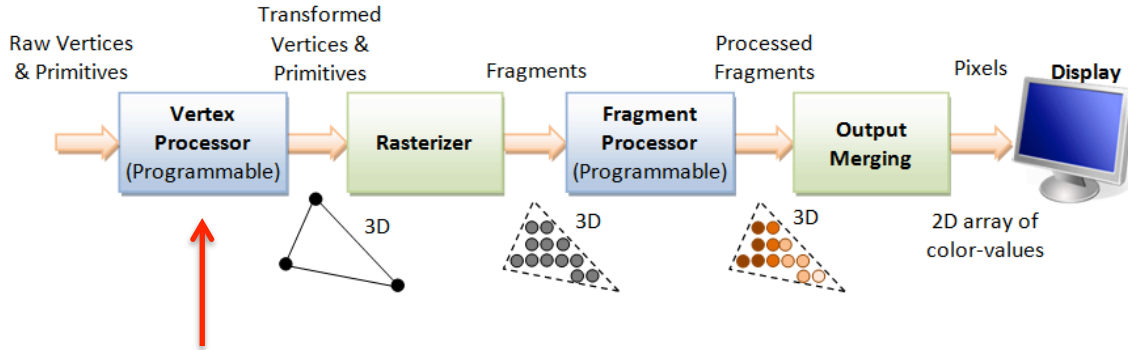 Raw Vertices
& Primitives
Vertex
Processor
(Programmable)
Transformed
Vertices &
Primitives
3D
Rasterizer
Fragments
3D
Fragment
Processor
(Programmable)
Processed
Fragments
3D
Output
Merging
Pixels
2D array of
color-values
Display